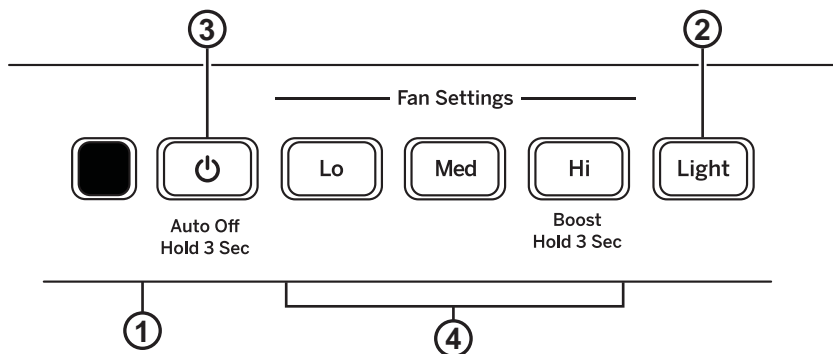 3
2
Fan Settings
Lo
Med
Hi
Light
Auto Off
Hold 3 Sec
Boost
Hold 3 Sec
1
4